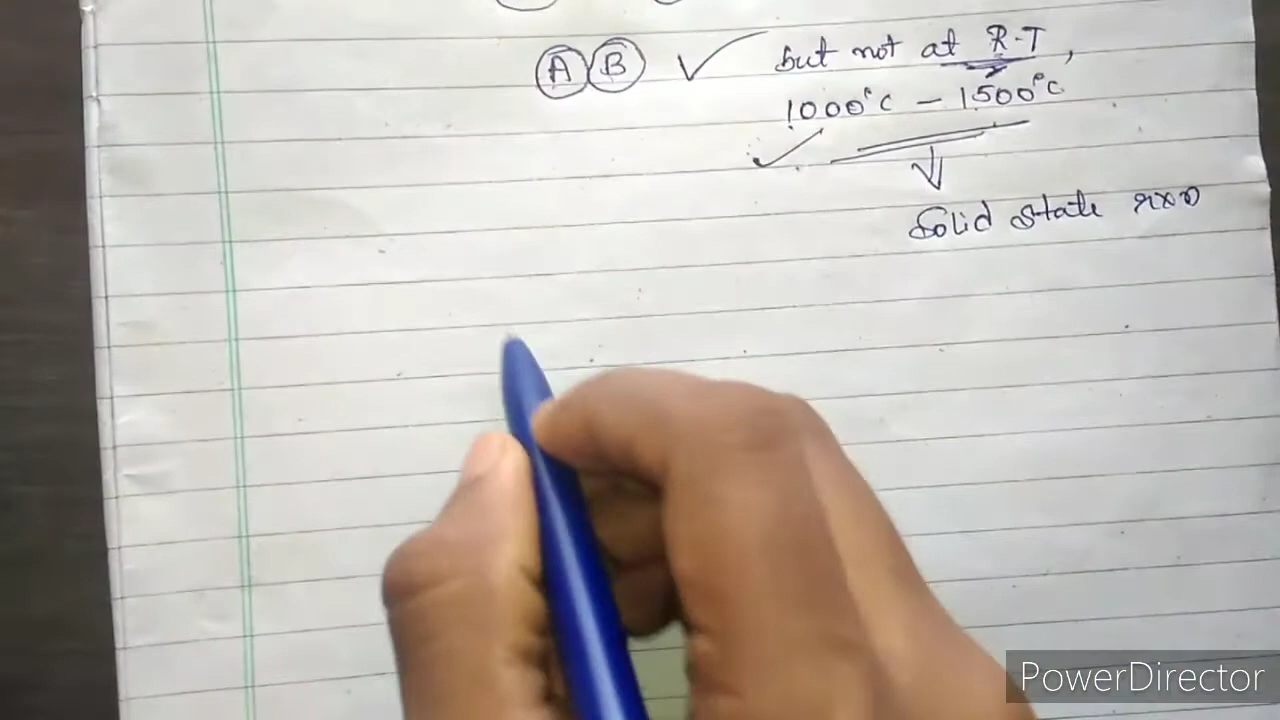 A B ✓ but not at R.T,
1000°C – 1500°C
Solid State rxn
PowerDirector